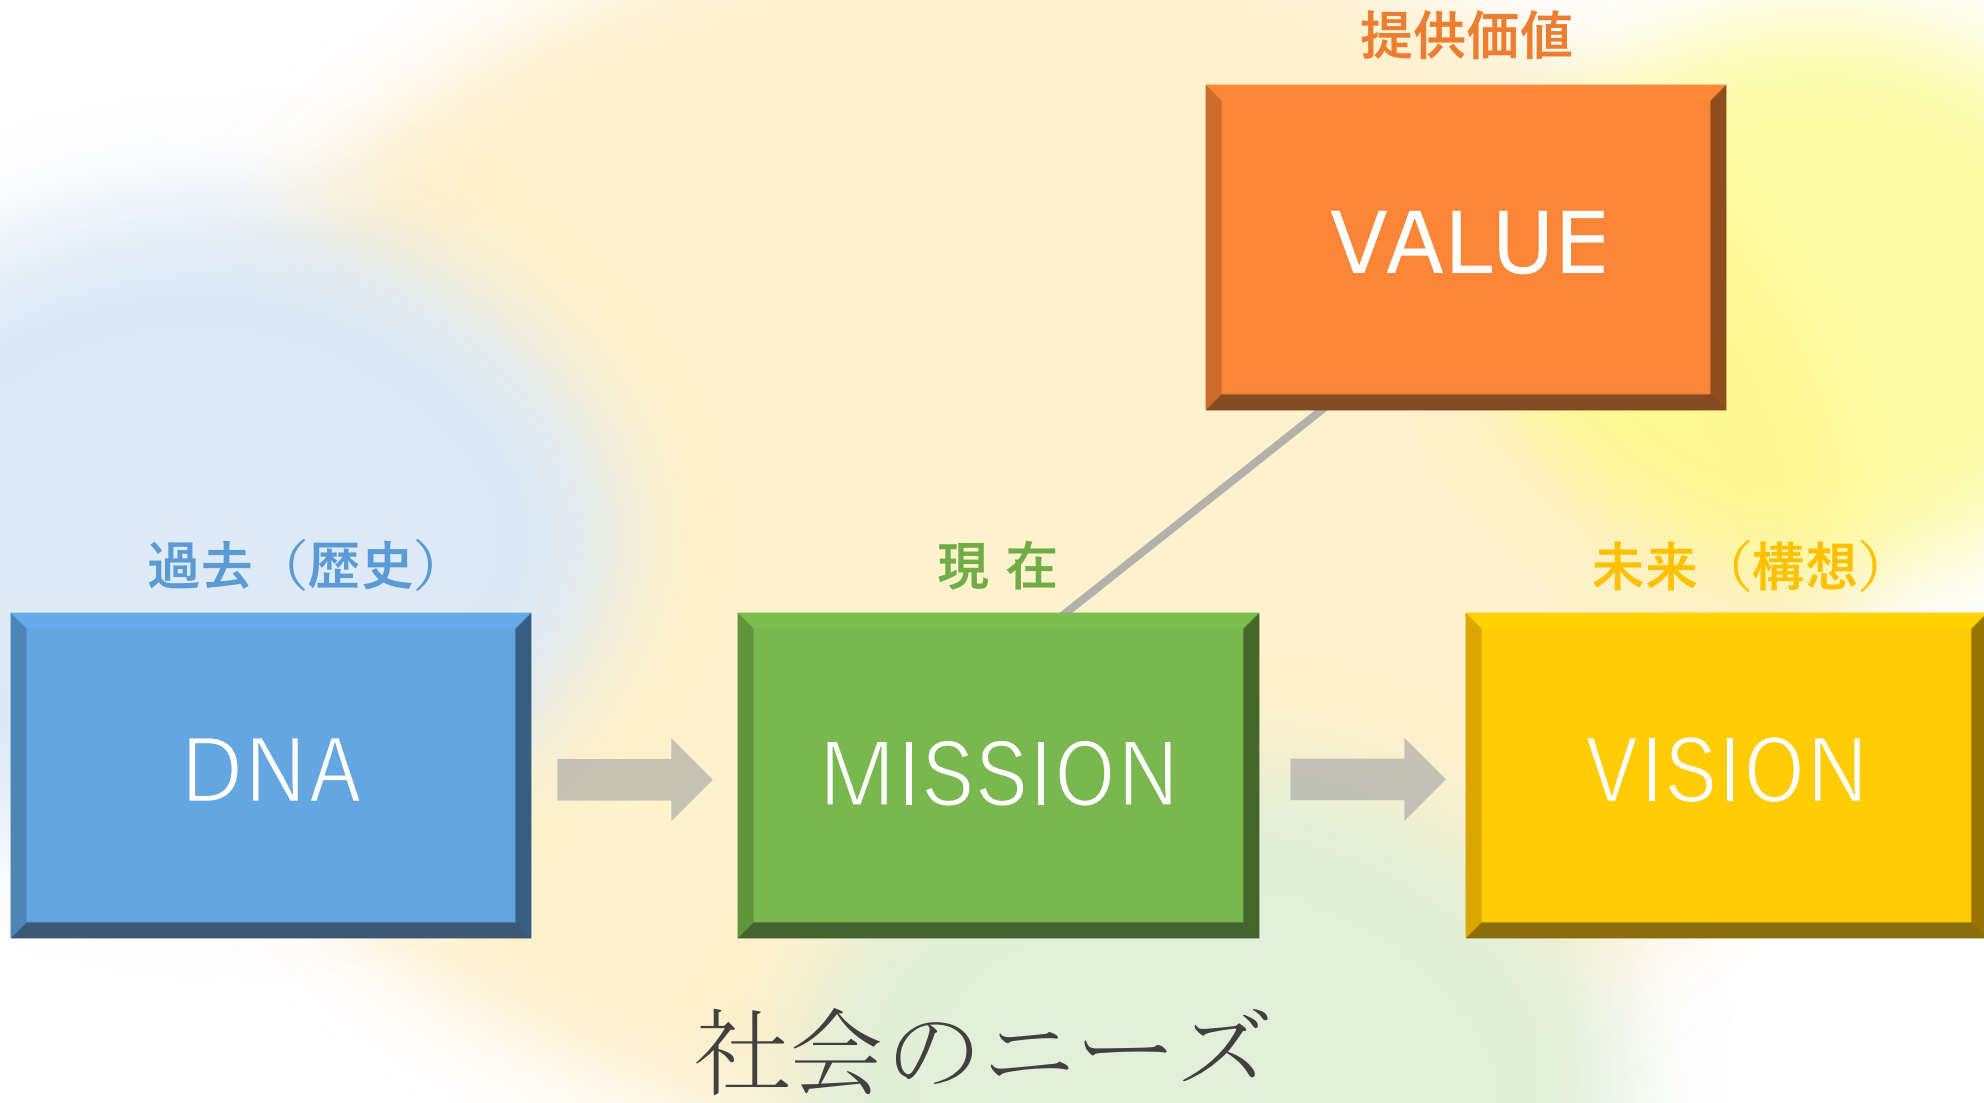 提供価値
VALUE
過去（歴史）
現 在
未来（構想）
DNA
MISSION
VISION
社会のニーズ